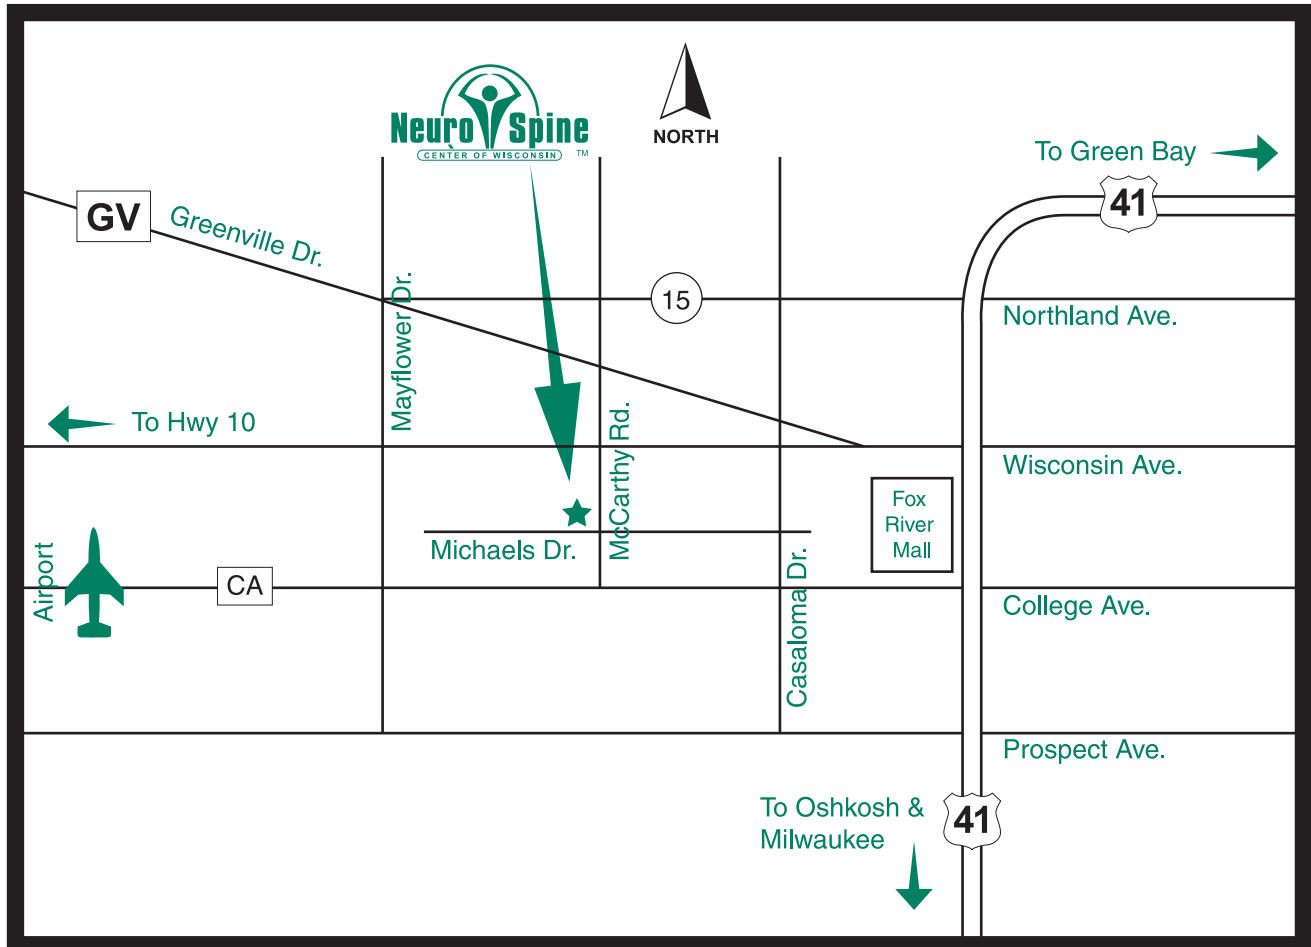 Neuro Spine
CENTER OF WISCONSIN TM
NORTH
To Green Bay
41
GV
Greenville Dr.
Mayflower Dr.
15
Northland Ave.
To Hwy 10
McCarthy Rd.
Wisconsin Ave.
Fox
River
Mall
Michaels Dr.
Airport
CA
Casaloma Dr.
College Ave.
Prospect Ave.
To Oshkosh &
Milwaukee
41